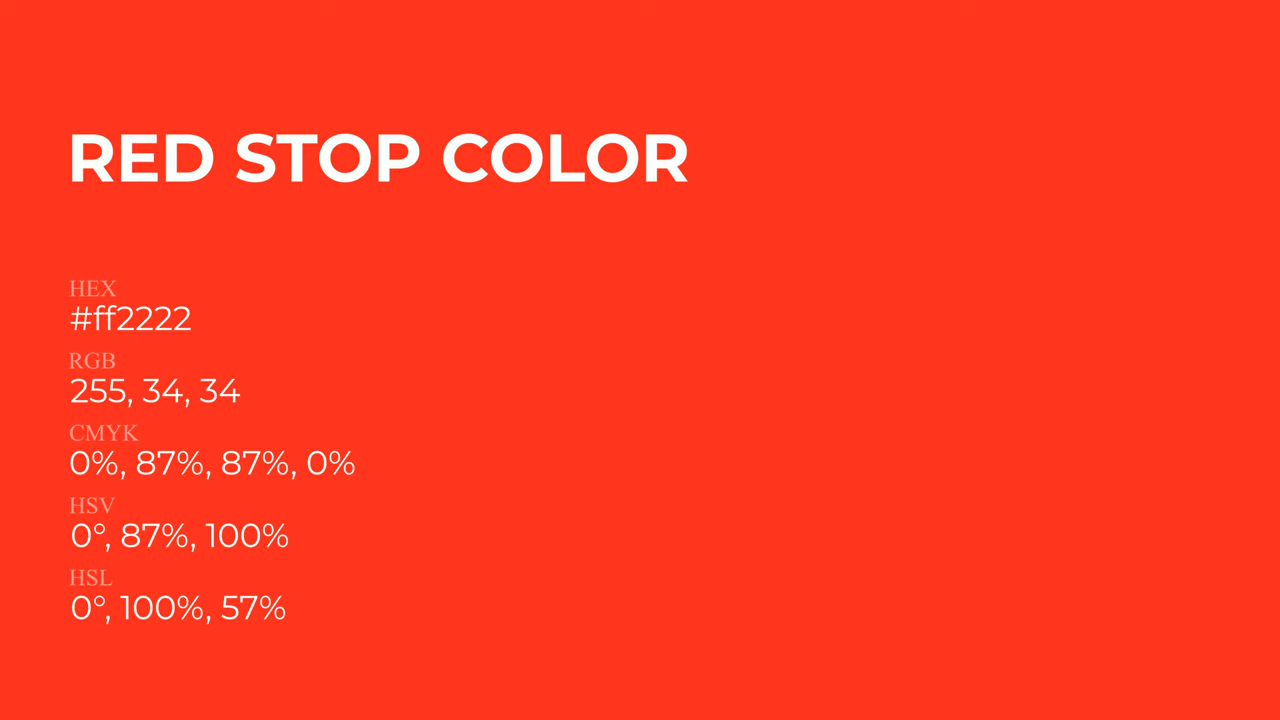 RED STOP COLOR
HEX
#ff2222
RGB
255, 34, 34
CMYK
0%, 87%, 87%, 0%
HSV
0°, 87%, 100%
HSL
0°, 100%, 57%